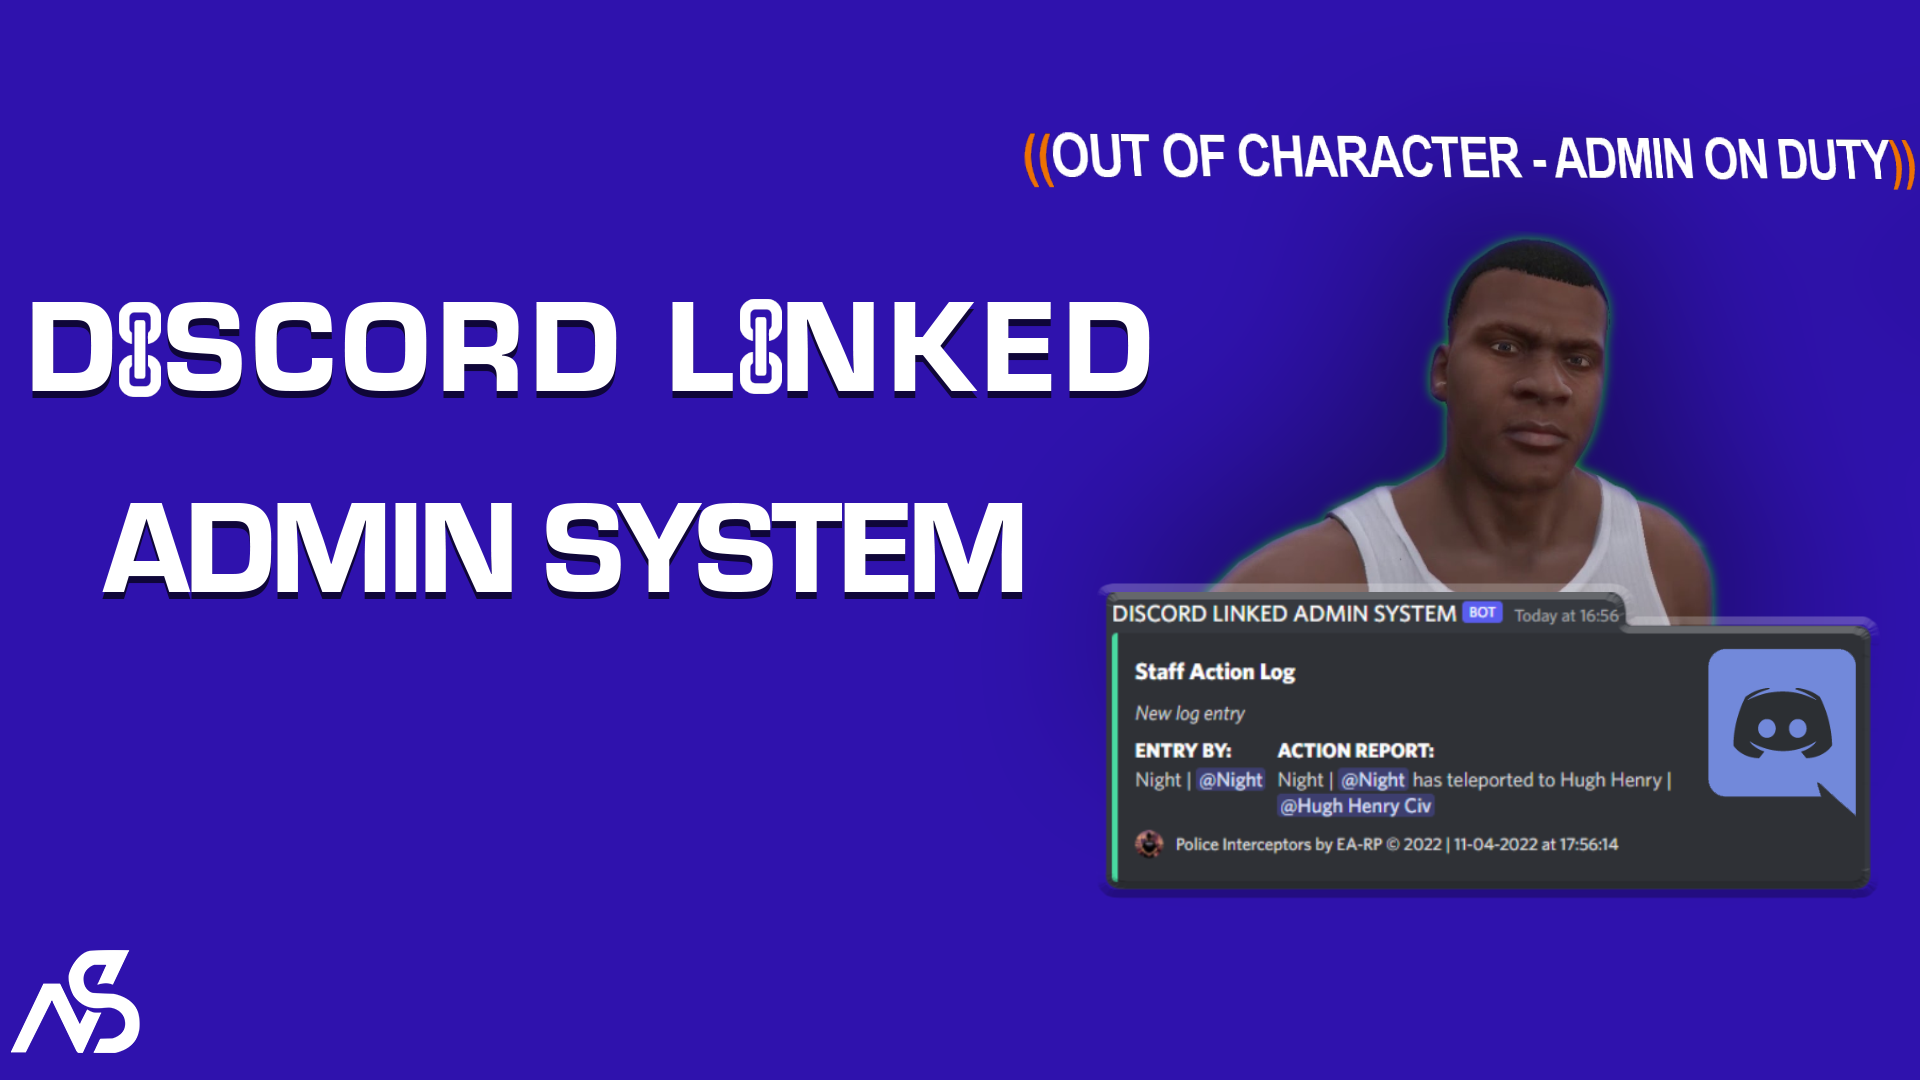 ((OUT OF CHARACTER - ADMIN ON DUTY))
DISCORD LINKED
ADMIN SYSTEM
DISCORD LINKED ADMIN SYSTEM BOT Today at 16:56
Staff Action Log
New log entry
ENTRY BY: ACTION REPORT:
Night | @Night Night | @Night has teleported to Hugh Henry |
@Hugh Henry Civ
Police Interceptors by EA-RP © 2022 | 11-04-2022 at 17:56:14
NS